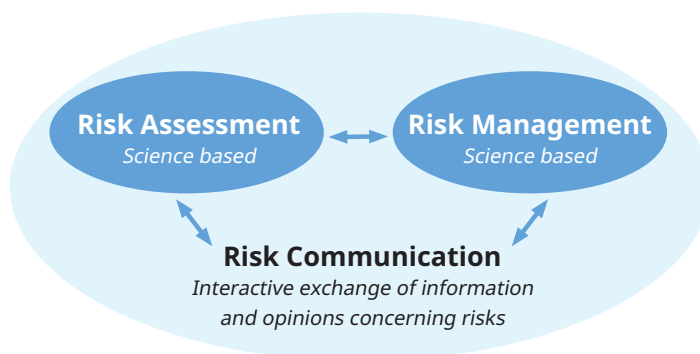 Risk Assessment
Science based
Risk Management
Science based
Risk Communication
Interactive exchange of information
and opinions concerning risks